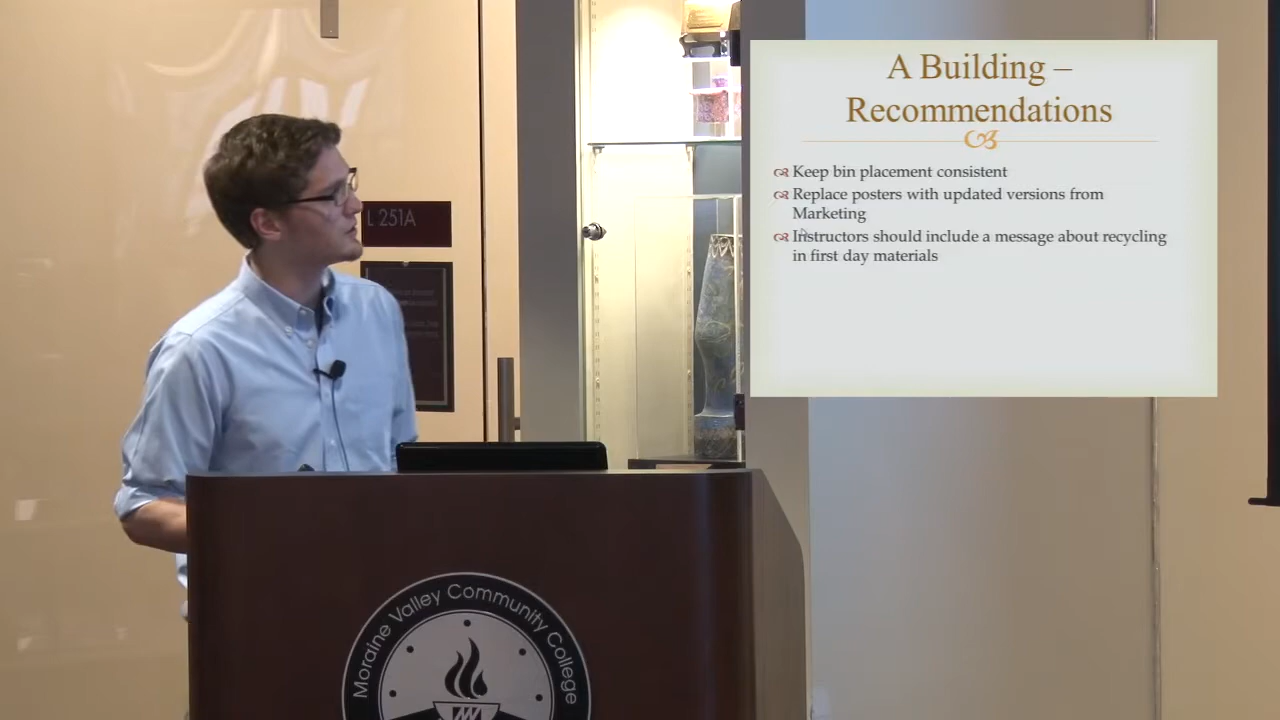 A Building –
Recommendations
Keep bin placement consistent
Replace posters with updated versions from
Marketing
Instructors should include a message about recycling
in first day materials
L 251A
Moraine Valley Community College